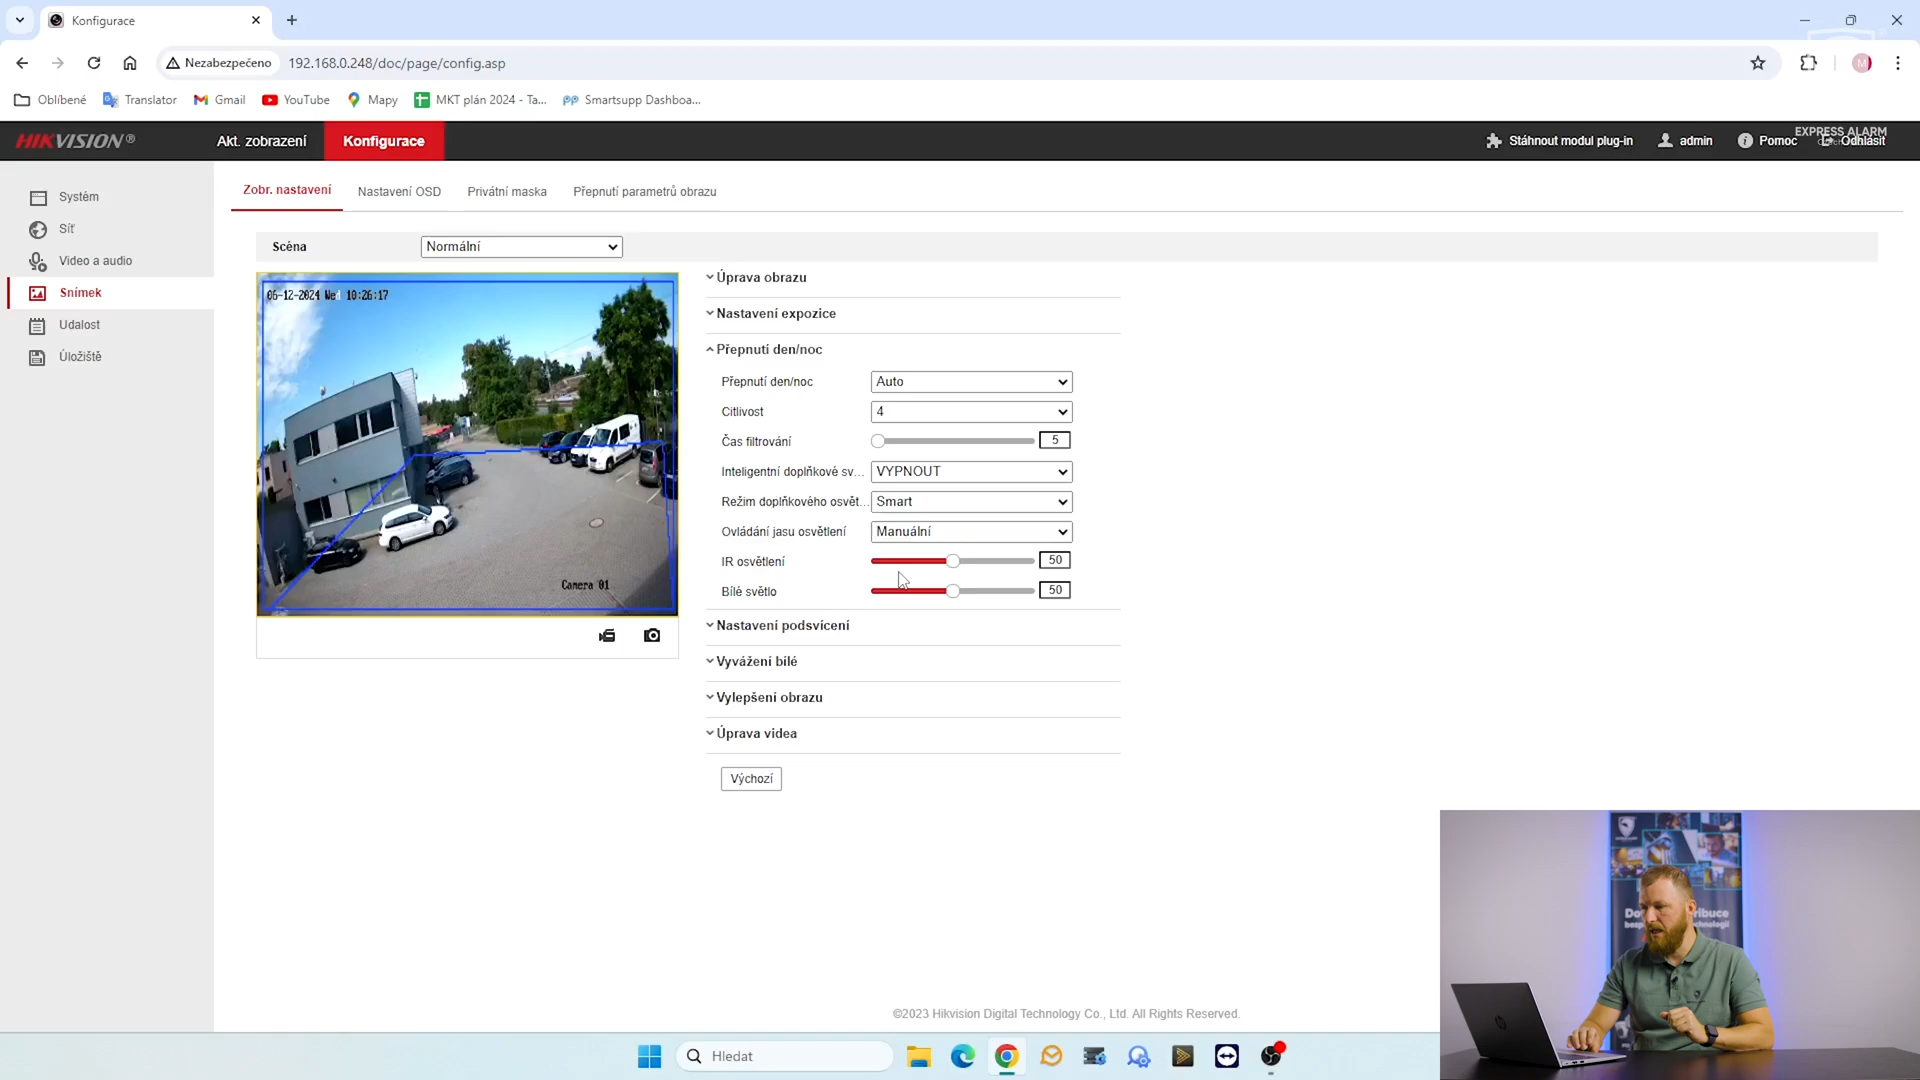 Konfigurace
Nezabezpečeno
192.168.0.248/doc/page/config.asp
Oblíbené
Translator
Gmail
YouTube
Mapy
MKT plán 2024 - Ta...
Smartsupp Dashboa...
HIKVISION®
Akt. zobrazení
Konfigurace
Stáhnout modul plug-in
admin
Pomoc
EXPRESS ALARM
Odhlásit
Systém
Síť
Video a audio
Snímek
Udalost
Úložiště
Zobr. nastavení
Nastavení OSD
Privátní maska
Přepnutí parametrů obrazu
Scéna
Normální
06-12-2024 Wed 10:26:17
Camera 01
Úprava obrazu
Nastavení expozice
Přepnutí den/noc
Přepnutí den/noc
Auto
Citlivost
4
Čas filtrování
5
Inteligentní doplňkové sv...
VYPNOUT
Režim doplňkového osvět...
Smart
Ovládání jasu osvětlení
Manuální
IR osvětlení
50
Bílé světlo
50
Nastavení podsvícení
Vyvážení bílé
Vylepšení obrazu
Úprava videa
Výchozí
©2023 Hikvision Digital Technology Co., Ltd. All Rights Reserved.
Hledat